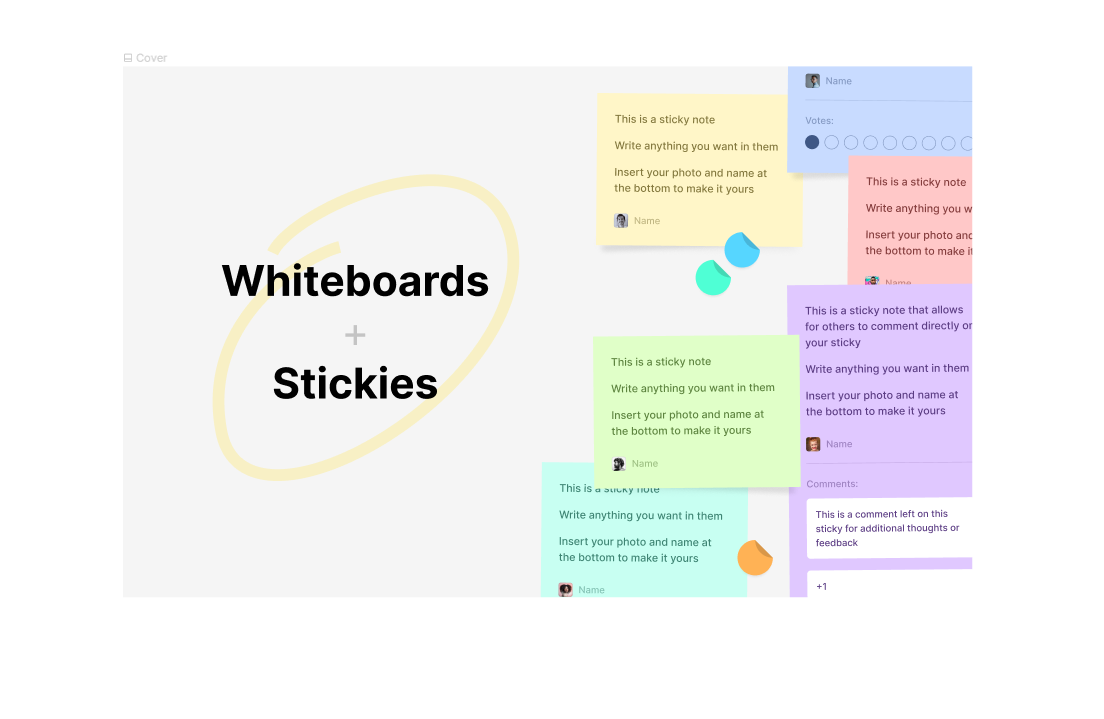 Cover
Whiteboards
+
Stickies
This is a sticky note
Write anything you want in them
Insert your photo and name at
the bottom to make it yours
Name
Name
Votes:
This is a sticky note
Write anything you w
Insert your photo and
the bottom to make it
Name
This is a sticky note
Write anything you want in them
Insert your photo and name at
the bottom to make it yours
Name
This is a sticky note that allows
for others to comment directly on
your sticky
Write anything you want in them
Insert your photo and name at
the bottom to make it yours
Name
Comments:
This is a comment left on this
sticky for additional thoughts or
feedback
+1
This is a sticky note
Write anything you want in them
Insert your photo and name at
the bottom to make it yours
Name